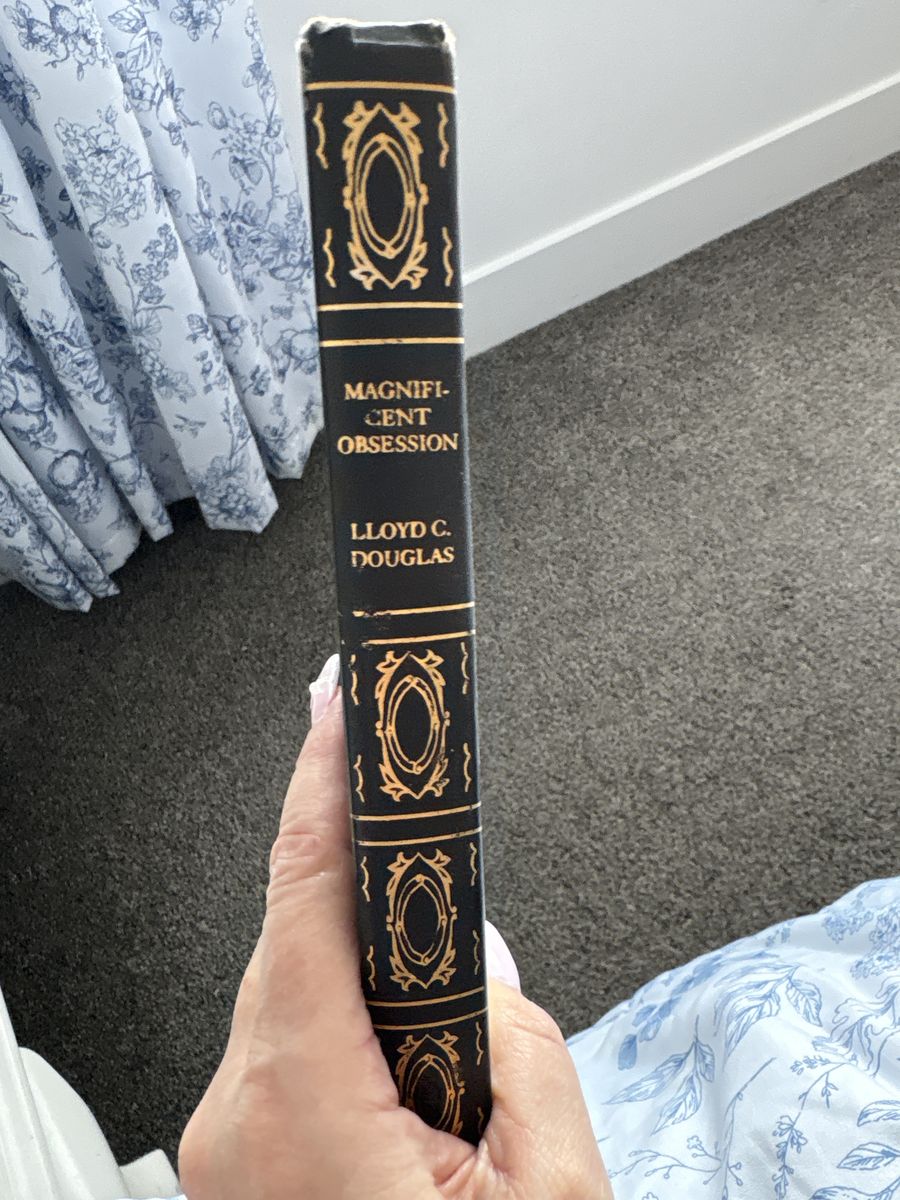 MAGNIFI-
CENT
OBSESSION
LLOYD C.
DOUGLAS